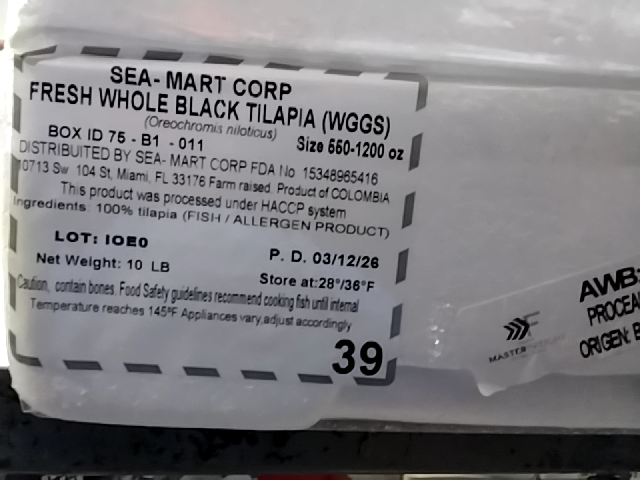 SEA- MART CORP
FRESH WHOLE BLACK TILAPIA (WGGS)
(Oreochromis niloticus)
BOX ID 75 - B1 - 011 Size 550-1200 oz
DISTRIBUTED BY SEA- MART CORP FDA No 15348965416
10713 Sw 104 St, Miami, FL 33176 Farm raised. Product of COLOMBIA
This product was processed under HACCP system
Ingredients: 100% tilapia (FISH / ALLERGEN PRODUCT)
LOT: IOE0 P. D. 03/12/26
Net Weight: 10 LB Store at:28°/36°F
Caution, contain bones. Food Safety guidelines recommend cooking fish until internal
Temperature reaches 145ºF Appliances vary,adjust accordingly
39
AWB:
PROCEA
ORIGEN: B
MASTER